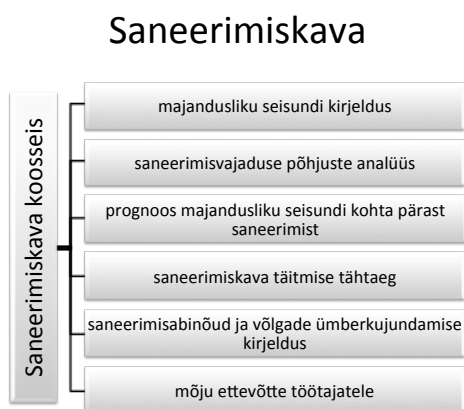 Saneerimiskava
Saneerimiskava koosseis
majandusliku seisundi kirjeldus
saneerimisvajaduse põhjuste analüüs
prognoos majandusliku seisundi kohta pärast
saneerimist
saneerimiskava täitmise tähtaeg
saneerimisabinõud ja võlgade ümberkujundamise
kirjeldus
mõju ettevõtte töötajatele